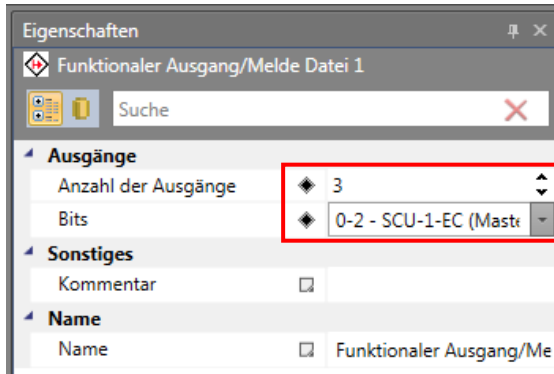 Eigenschaften
Funktionaler Ausgang/Melde Datei 1
Suche
Ausgänge
Anzahl der Ausgänge 3
Bits 0-2 - SCU-1-EC (Maste
Sonstiges
Kommentar
Name
Name Funktionaler Ausgang/Me